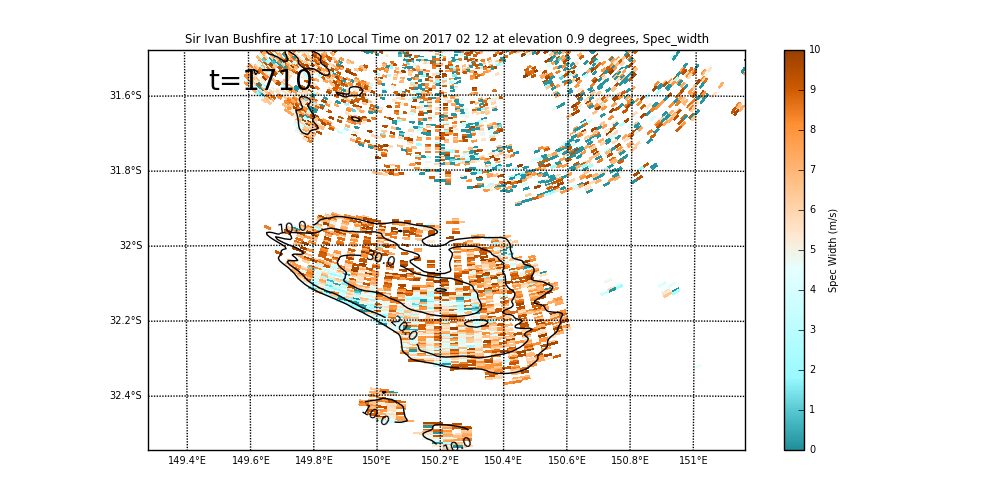 Sir Ivan Bushfire at 17:10 Local Time on 2017 02 12 at elevation 0.9 degrees, Spec_width
t=1710
31.6°S
31.8°S
32°S
32.2°S
32.4°S
149.4°E
149.6°E
149.8°E
150°E
150.2°E
150.4°E
150.6°E
150.8°E
151°E
10.0
30.0
10.0
10.0
10
9
8
7
6
5
4
3
2
1
0
Spec Width (m/s)